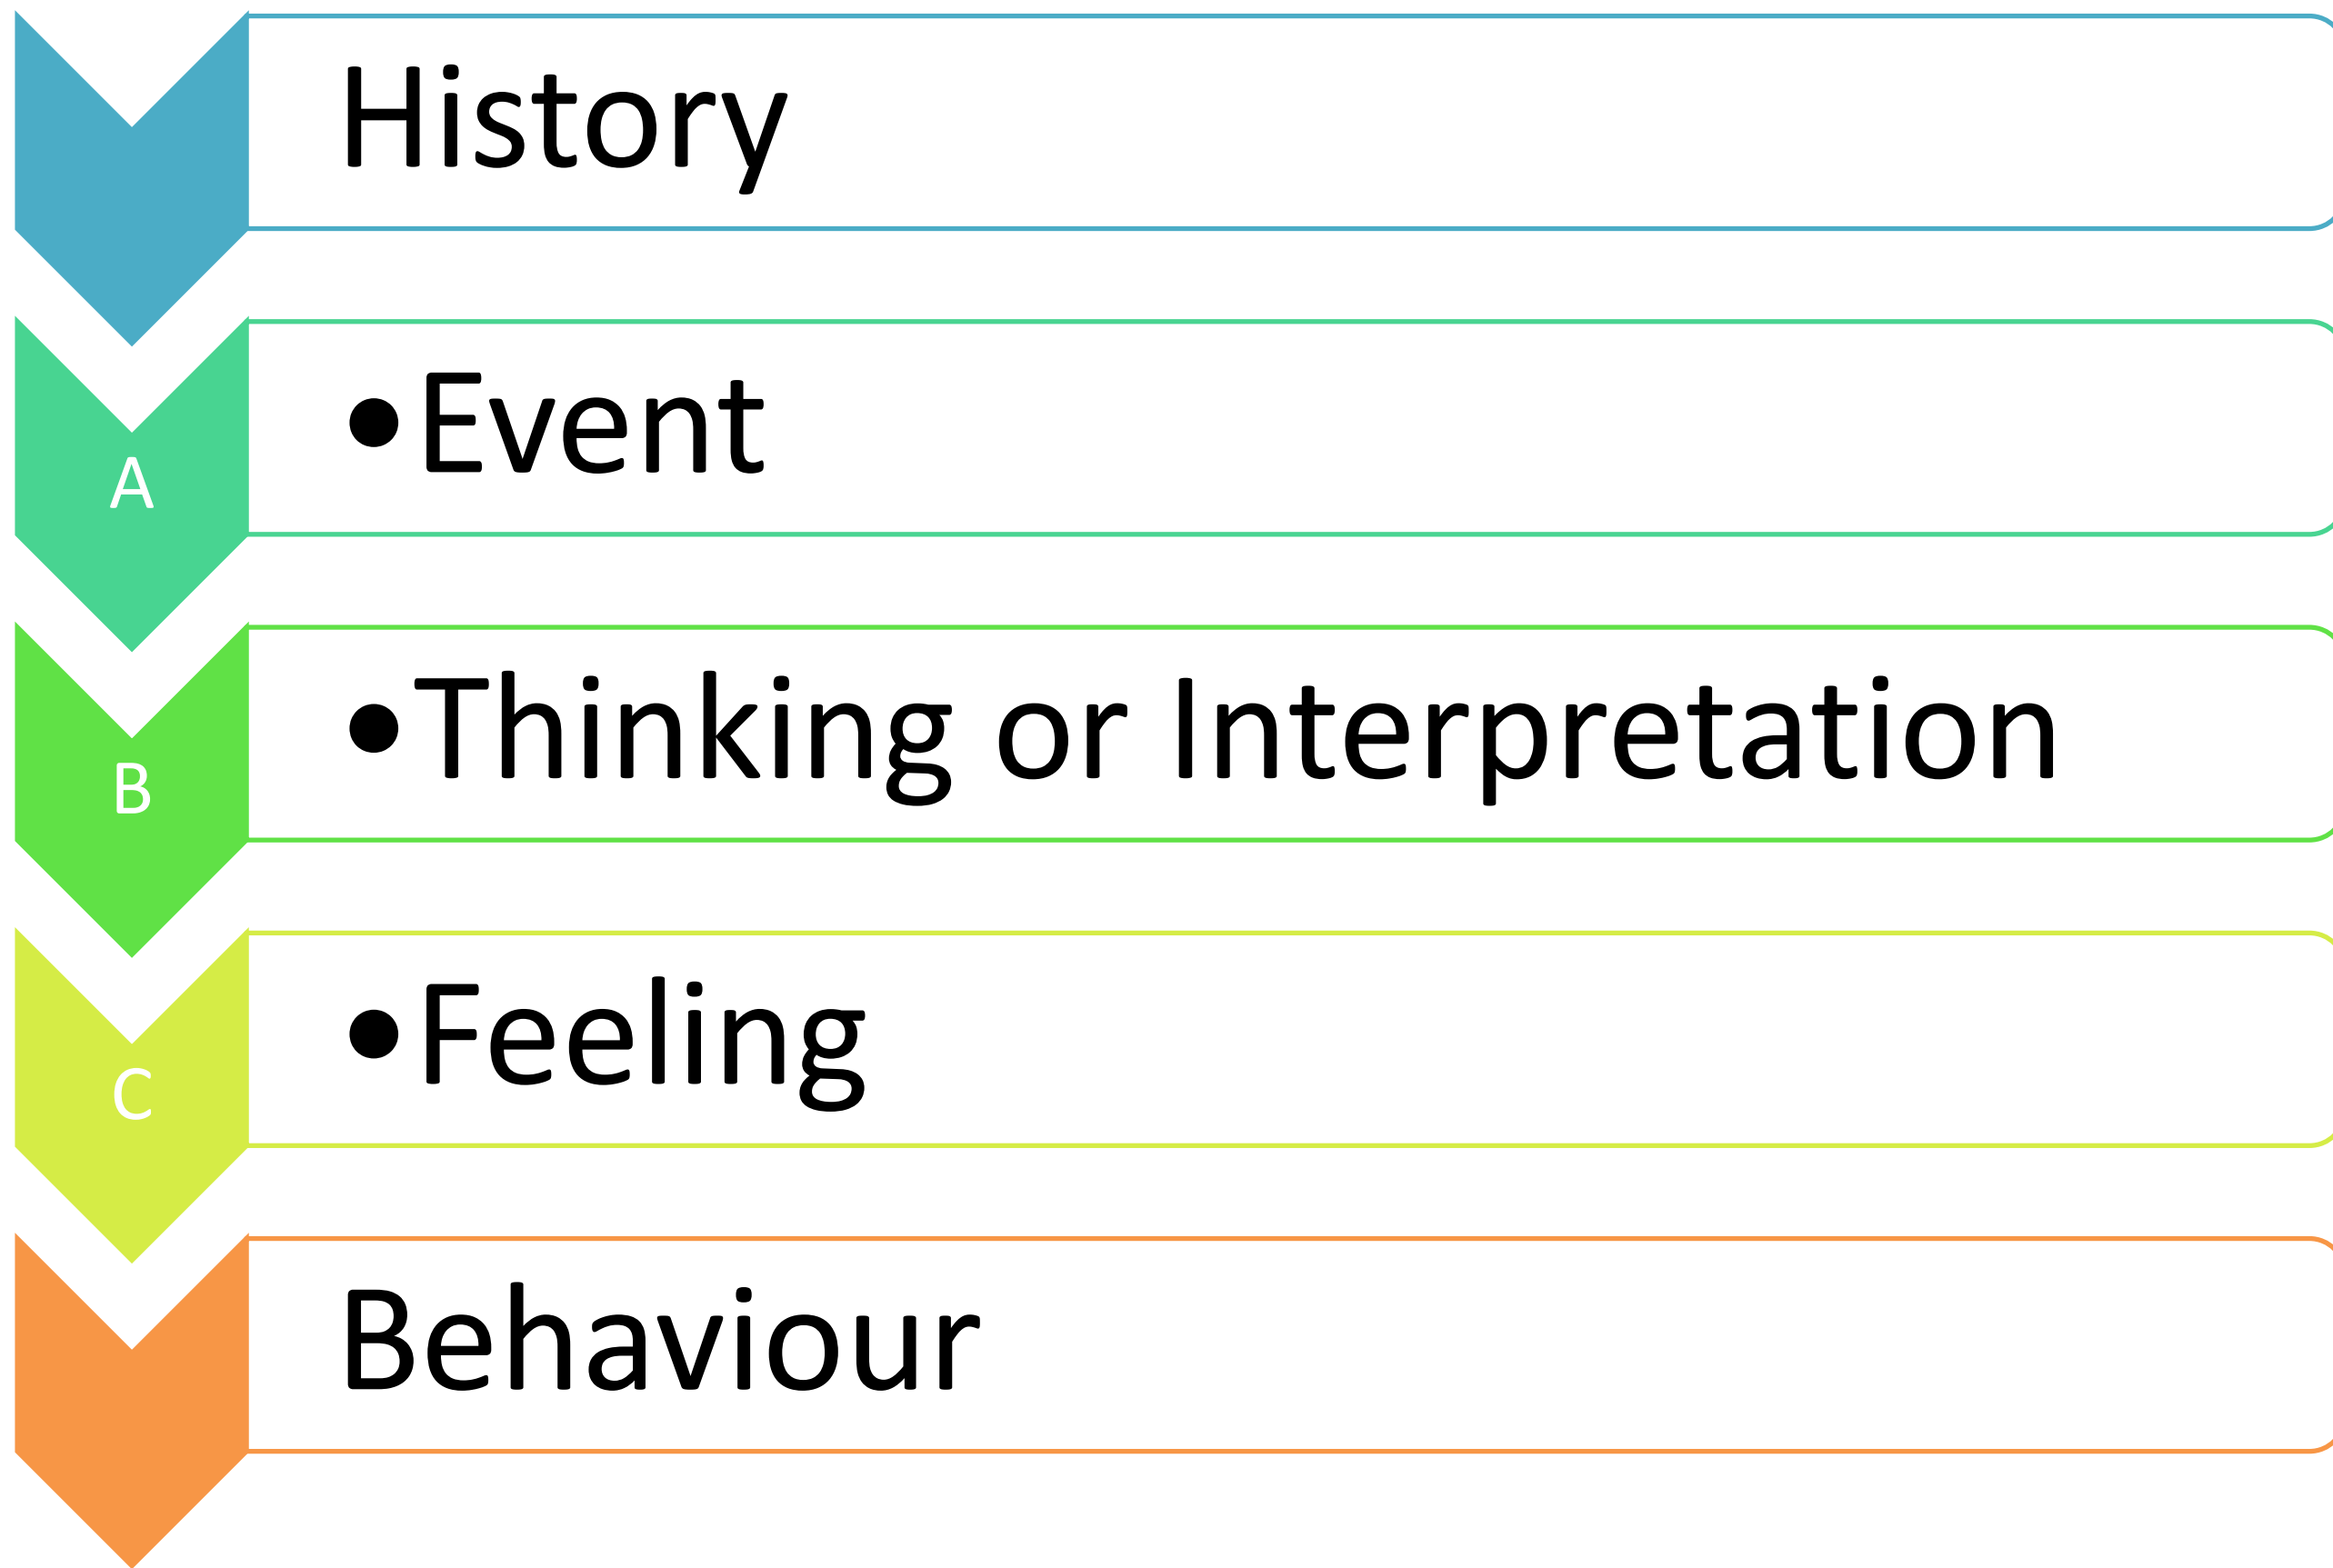 History
A
•Event
B
•Thinking or Interpretation
C
•Feeling
Behaviour